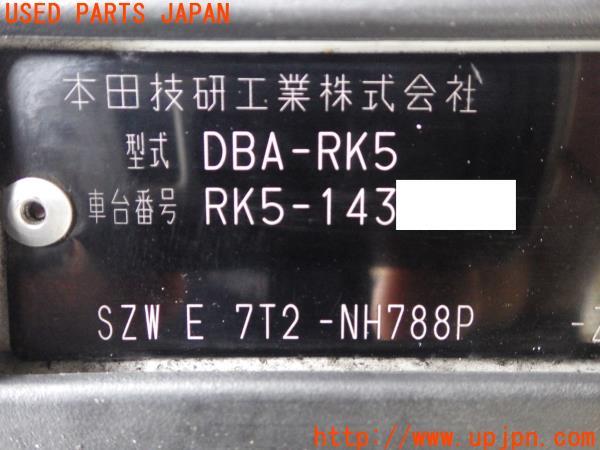 USED PARTS JAPAN
本田技研工業株式会社
型式 DBA-RK5
車台番号 RK5-143
SZW E 7T2 -NH788P -Z
http://www.upjpn.com/